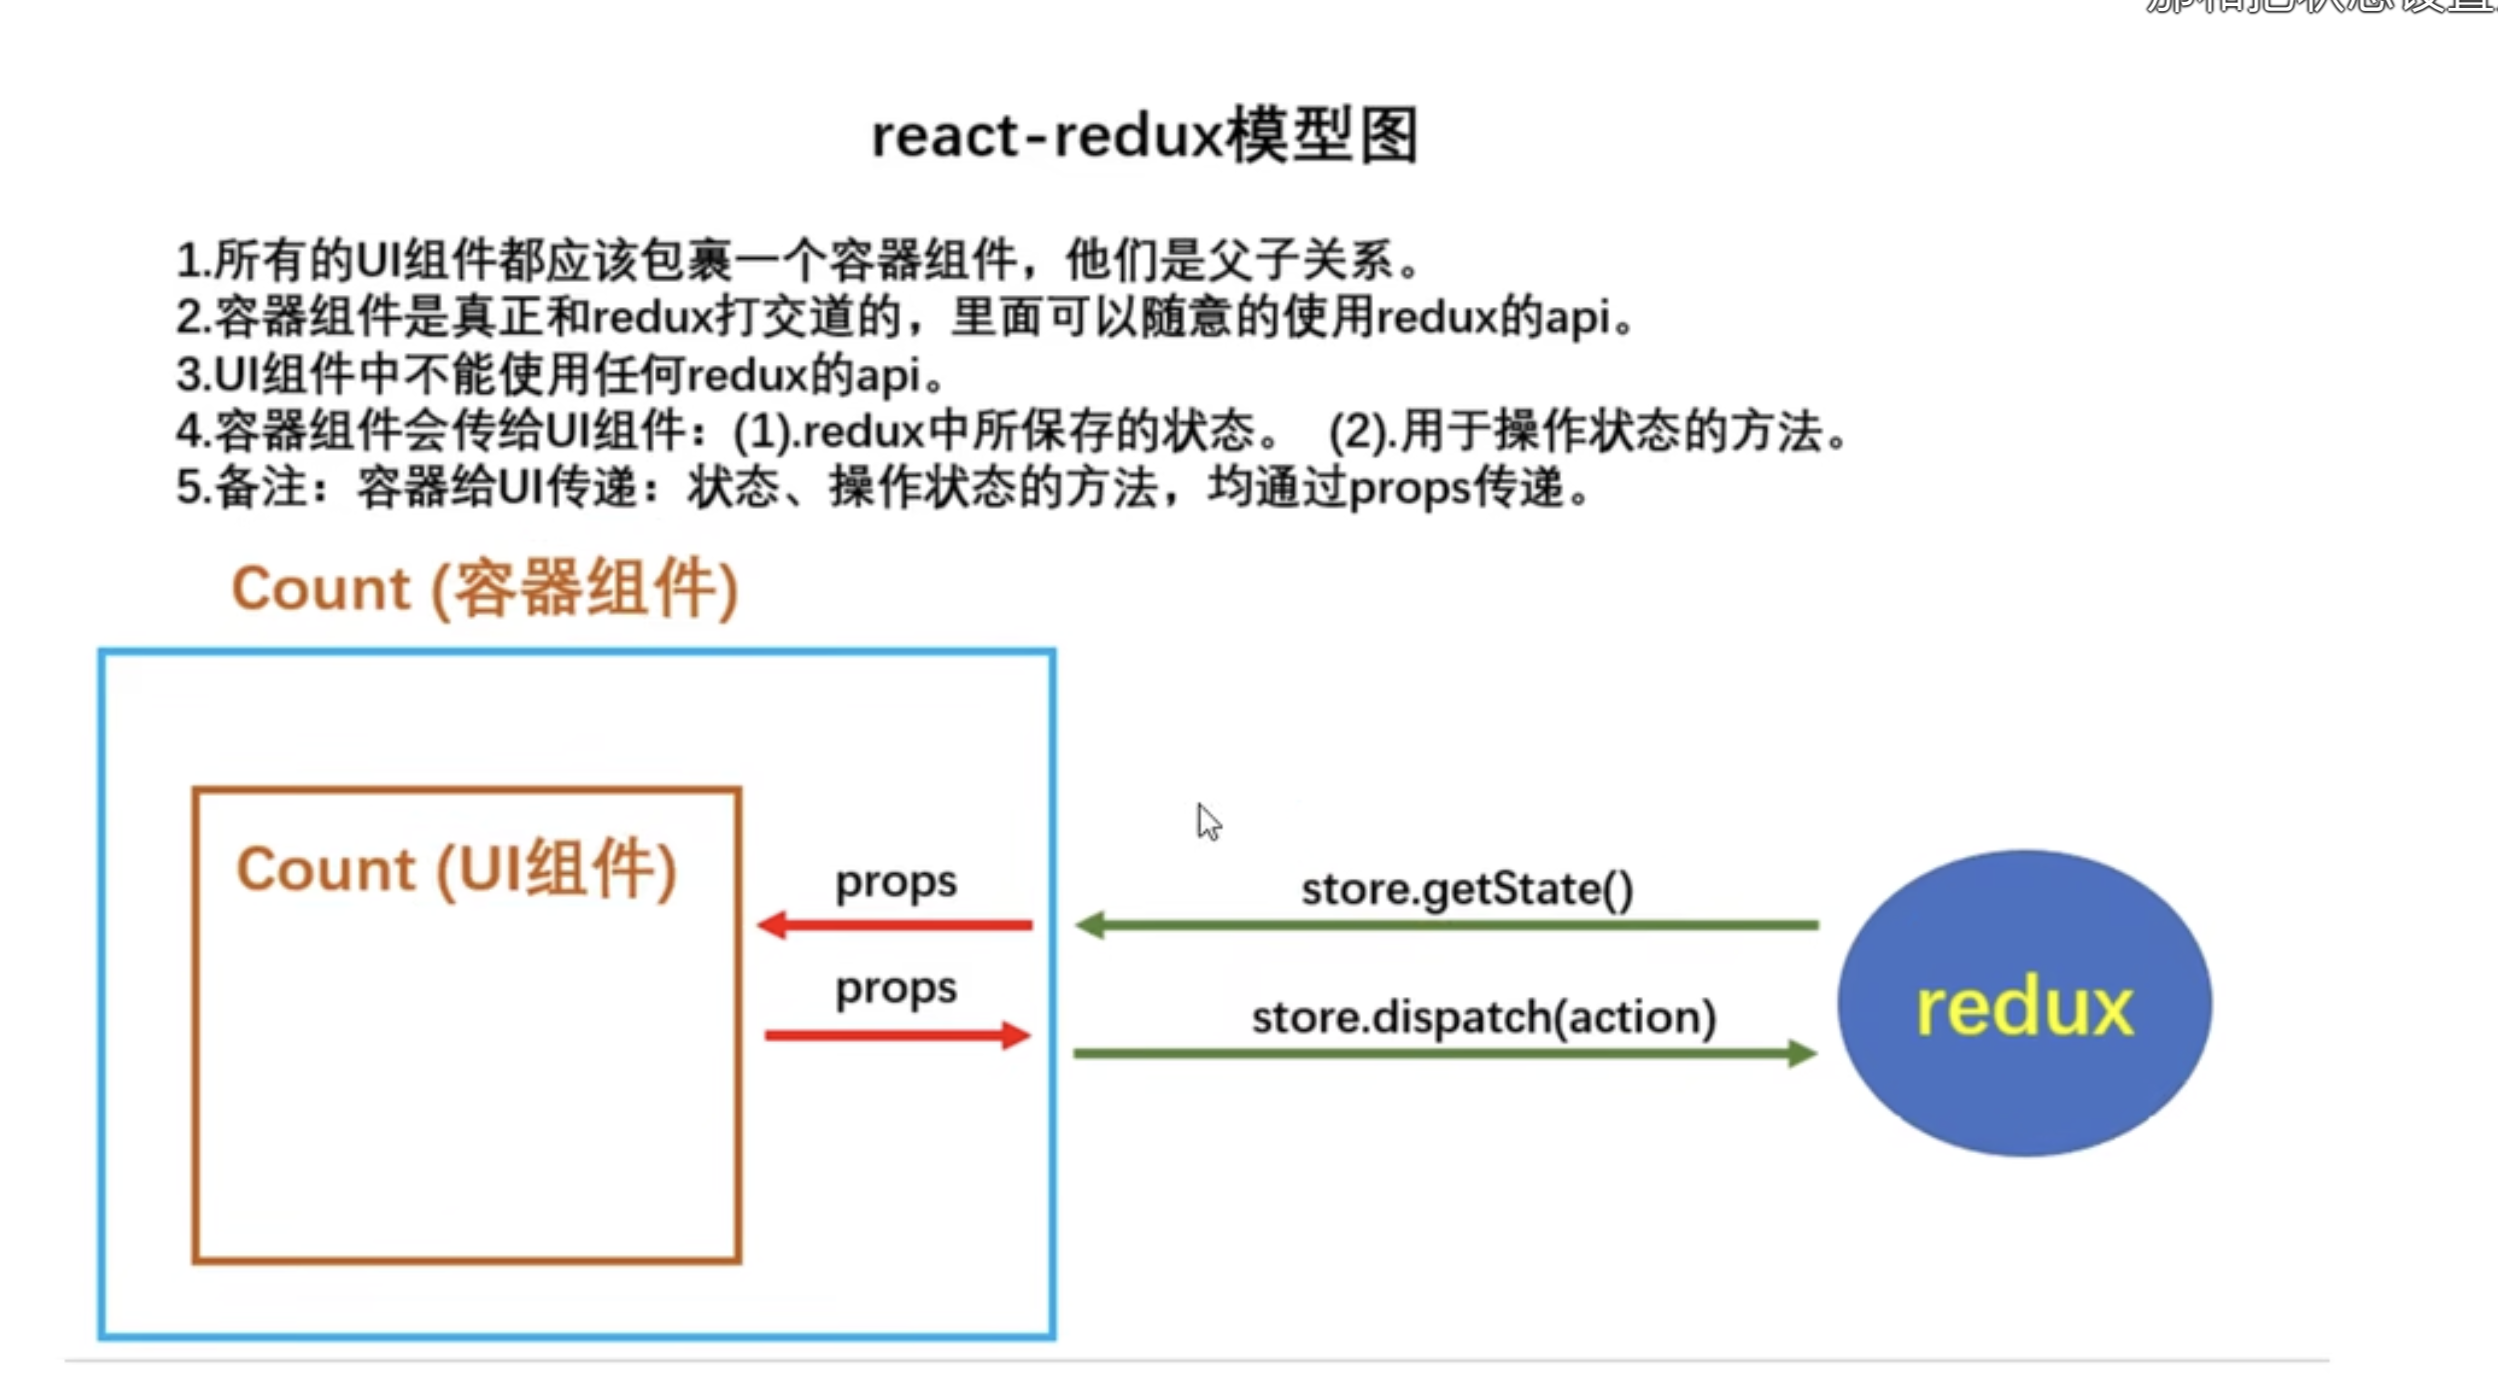 react-redux模型图
1.所有的UI组件都应该包裹一个容器组件，他们是父子关系。
2.容器组件是真正和redux打交道的，里面可以随意的使用redux的api。
3.UI组件中不能使用任何redux的api。
4.容器组件会传给UI组件：(1).redux中所保存的状态。 (2).用于操作状态的方法。
5.备注：容器给UI传递：状态、操作状态的方法，均通过props传递。
Count (容器组件)
Count (UI组件)
props
store.getState()
props
store.dispatch(action)
redux